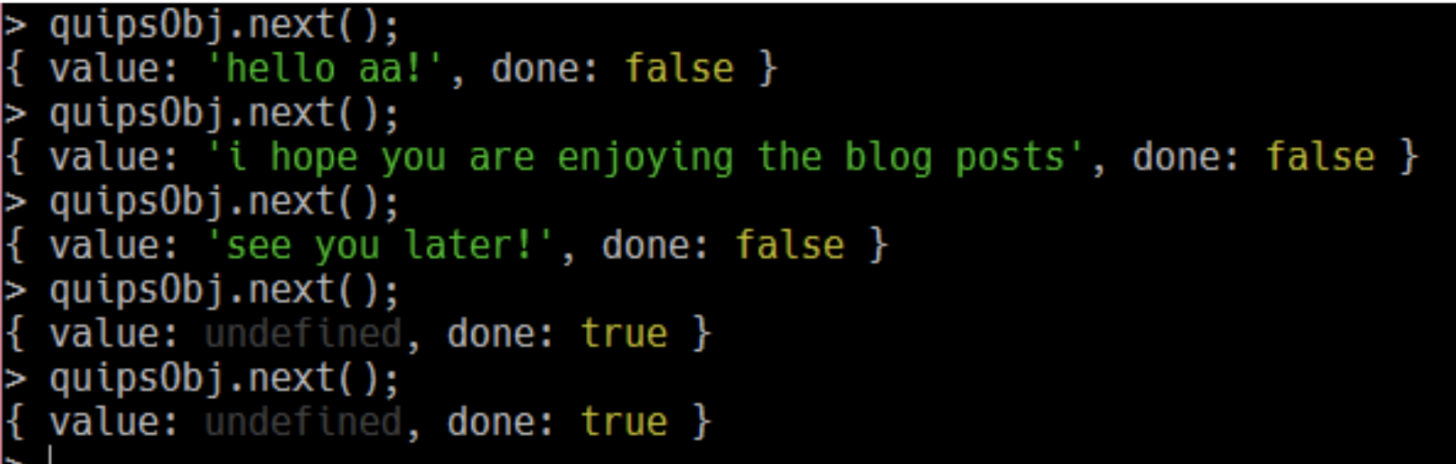 > quipsObj.next();
{ value: 'hello aa!', done: false }
> quipsObj.next();
{ value: 'i hope you are enjoying the blog posts', done: false }
> quipsObj.next();
{ value: 'see you later!', done: false }
> quipsObj.next();
{ value: undefined, done: true }
> quipsObj.next();
{ value: undefined, done: true }
>